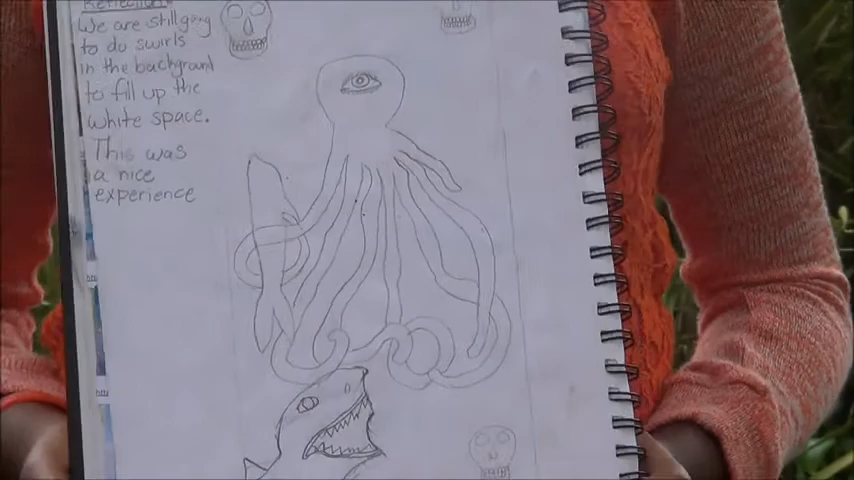 Reflection:
We are still going
to do swirls
in the background
to fill up the
white space.
This was
a nice
experience